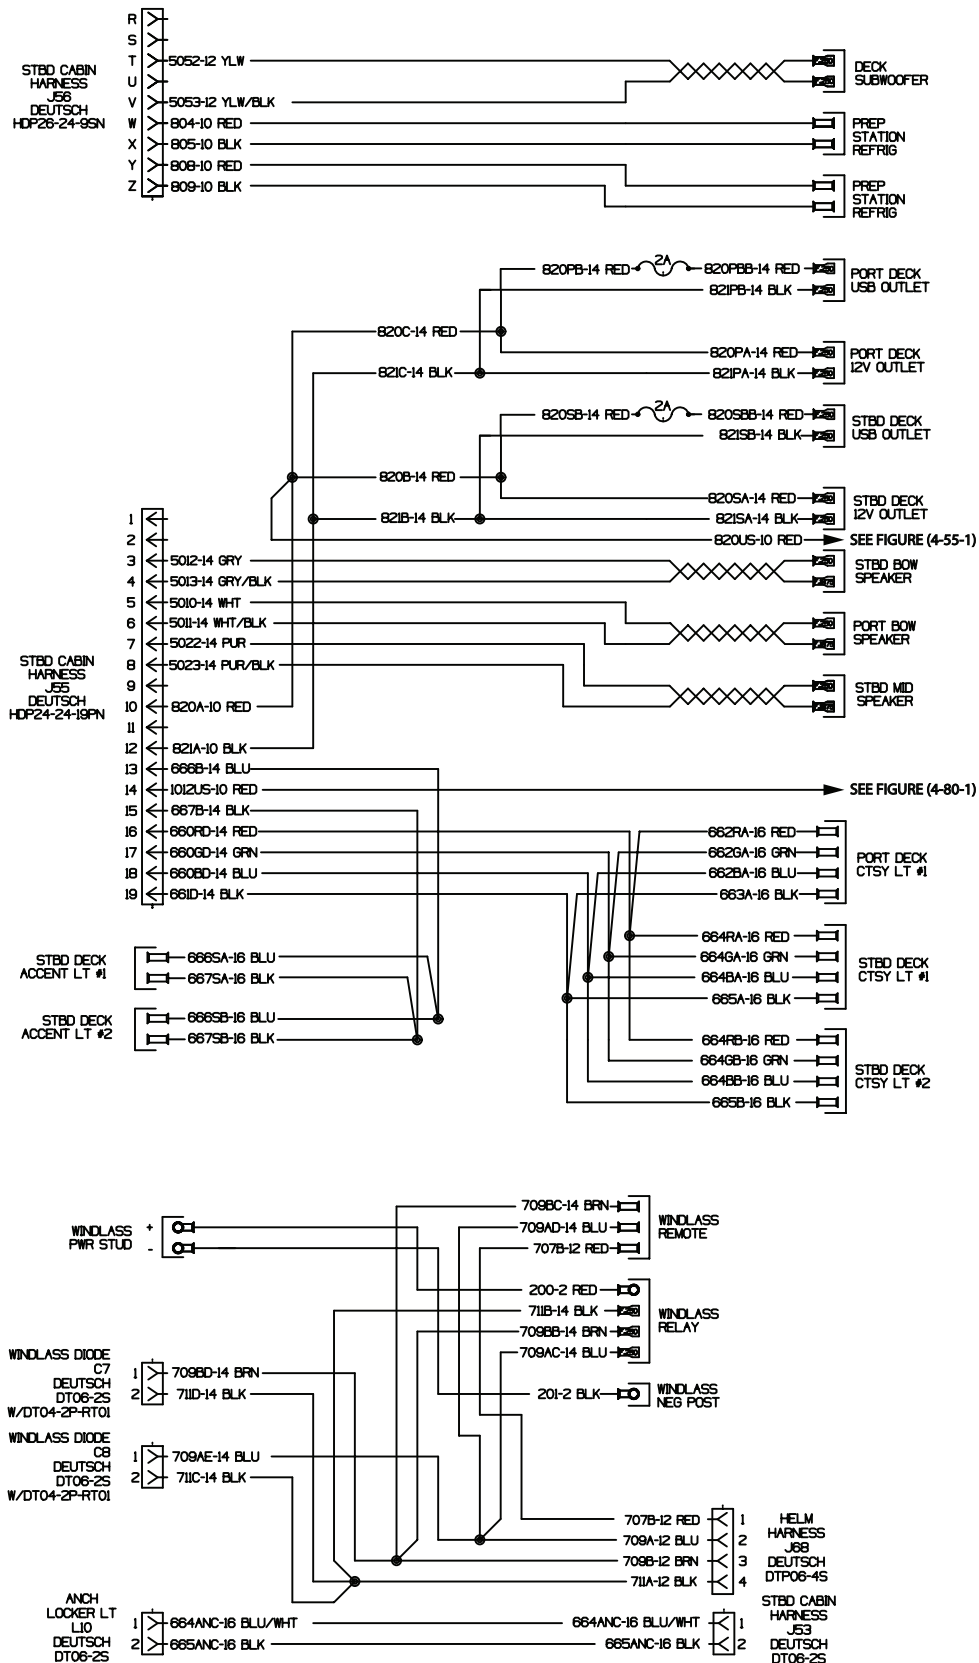 R
S
T 5052-12 YLW
U
V 5053-12 YLW/BLK
W 804-10 RED
X 805-10 BLK
Y 808-10 RED
Z 809-10 BLK
STBD CABIN
HARNESS
J56
DEUTSCH
HDP26-24-9SN
DECK
SUBWOOFER
PREP
STATION
REFRIG
PREP
STATION
REFRIG
820PB-14 RED 2A 820PBB-14 RED
821PB-14 BLK
PORT DECK
USB OUTLET
820C-14 RED
820PA-14 RED
821C-14 BLK 821PA-14 BLK
PORT DECK
12V OUTLET
820SB-14 RED 2A 820SBB-14 RED
821SB-14 BLK
STBD DECK
USB OUTLET
820B-14 RED
820SA-14 RED
821B-14 BLK 821SA-14 BLK
STBD DECK
12V OUTLET
820US-10 RED SEE FIGURE (4-55-1)
STBD CABIN
HARNESS
J55
DEUTSCH
HDP24-24-19PN
1
2
3 5012-14 GRY
4 5013-14 GRY/BLK
5 5010-14 WHT
6 5011-14 WHT/BLK
7 5022-14 PUR
8 5023-14 PUR/BLK
9
10 820A-10 RED
11
12 821A-10 BLK
13 666B-14 BLU
14 1012US-10 RED
15 667B-14 BLK
16 660RD-14 RED
17 660GD-14 GRN
18 660BD-14 BLU
19 661D-14 BLK
STBD BOW
SPEAKER
PORT BOW
SPEAKER
STBD MID
SPEAKER
SEE FIGURE (4-80-1)
662RA-16 RED
662GA-16 GRN
662BA-16 BLU
663A-16 BLK
PORT DECK
CTSY LT #1
664RA-16 RED
664GA-16 GRN
664BA-16 BLU
665A-16 BLK
STBD DECK
CTSY LT #1
664RB-16 RED
664GB-16 GRN
664BB-16 BLU
665B-16 BLK
STBD DECK
CTSY LT #2
STBD DECK
ACCENT LT #1
666SA-16 BLU
667SA-16 BLK
STBD DECK
ACCENT LT #2
666SB-16 BLU
667SB-16 BLK
WINDLASS
PWR STUD
+
-
709BC-14 BRN
709AD-14 BLU
707B-12 RED
WINDLASS
REMOTE
200-2 RED
711B-14 BLK
709BB-14 BRN
709AC-14 BLU
WINDLASS
RELAY
201-2 BLK
WINDLASS
NEG POST
WINDLASS DIODE
C7
DEUTSCH
DT06-2S
W/DT04-2P-RT01
1 709BD-14 BRN
2 711D-14 BLK
WINDLASS DIODE
C8
DEUTSCH
DT06-2S
W/DT04-2P-RT01
1 709AE-14 BLU
2 711C-14 BLK
707B-12 RED 1
709A-12 BLU 2
709B-12 BRN 3
711A-12 BLK 4
HELM
HARNESS
J68
DEUTSCH
DTP06-4S
ANCH
LOCKER LT
L10
DEUTSCH
DT06-2S
1 664ANC-16 BLU/WHT 664ANC-16 BLU/WHT 1
2 665ANC-16 BLK 665ANC-16 BLK 2
STBD CABIN
HARNESS
J53
DEUTSCH
DT06-2S